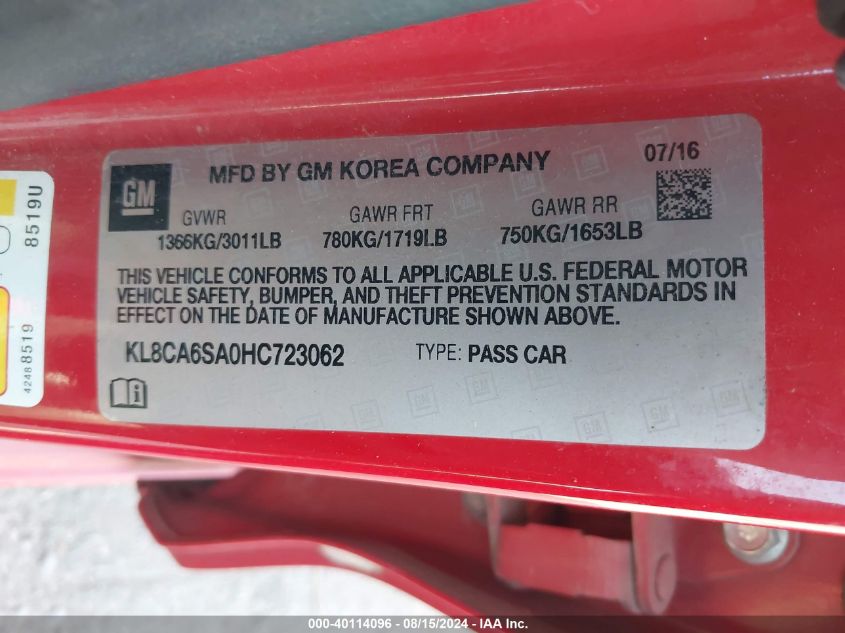 MFD BY GM KOREA COMPANY 07/16
GM
GVWR GAWR FRT GAWR RR
1366KG/3011LB 780KG/1719LB 750KG/1653LB
THIS VEHICLE CONFORMS TO ALL APPLICABLE U.S. FEDERAL MOTOR
VEHICLE SAFETY, BUMPER, AND THEFT PREVENTION STANDARDS IN
EFFECT ON THE DATE OF MANUFACTURE SHOWN ABOVE.
KL8CA6SA0HC723062 TYPE: PASS CAR
8519U
42488519
000-40114096 - 08/15/2024 - IAA Inc.